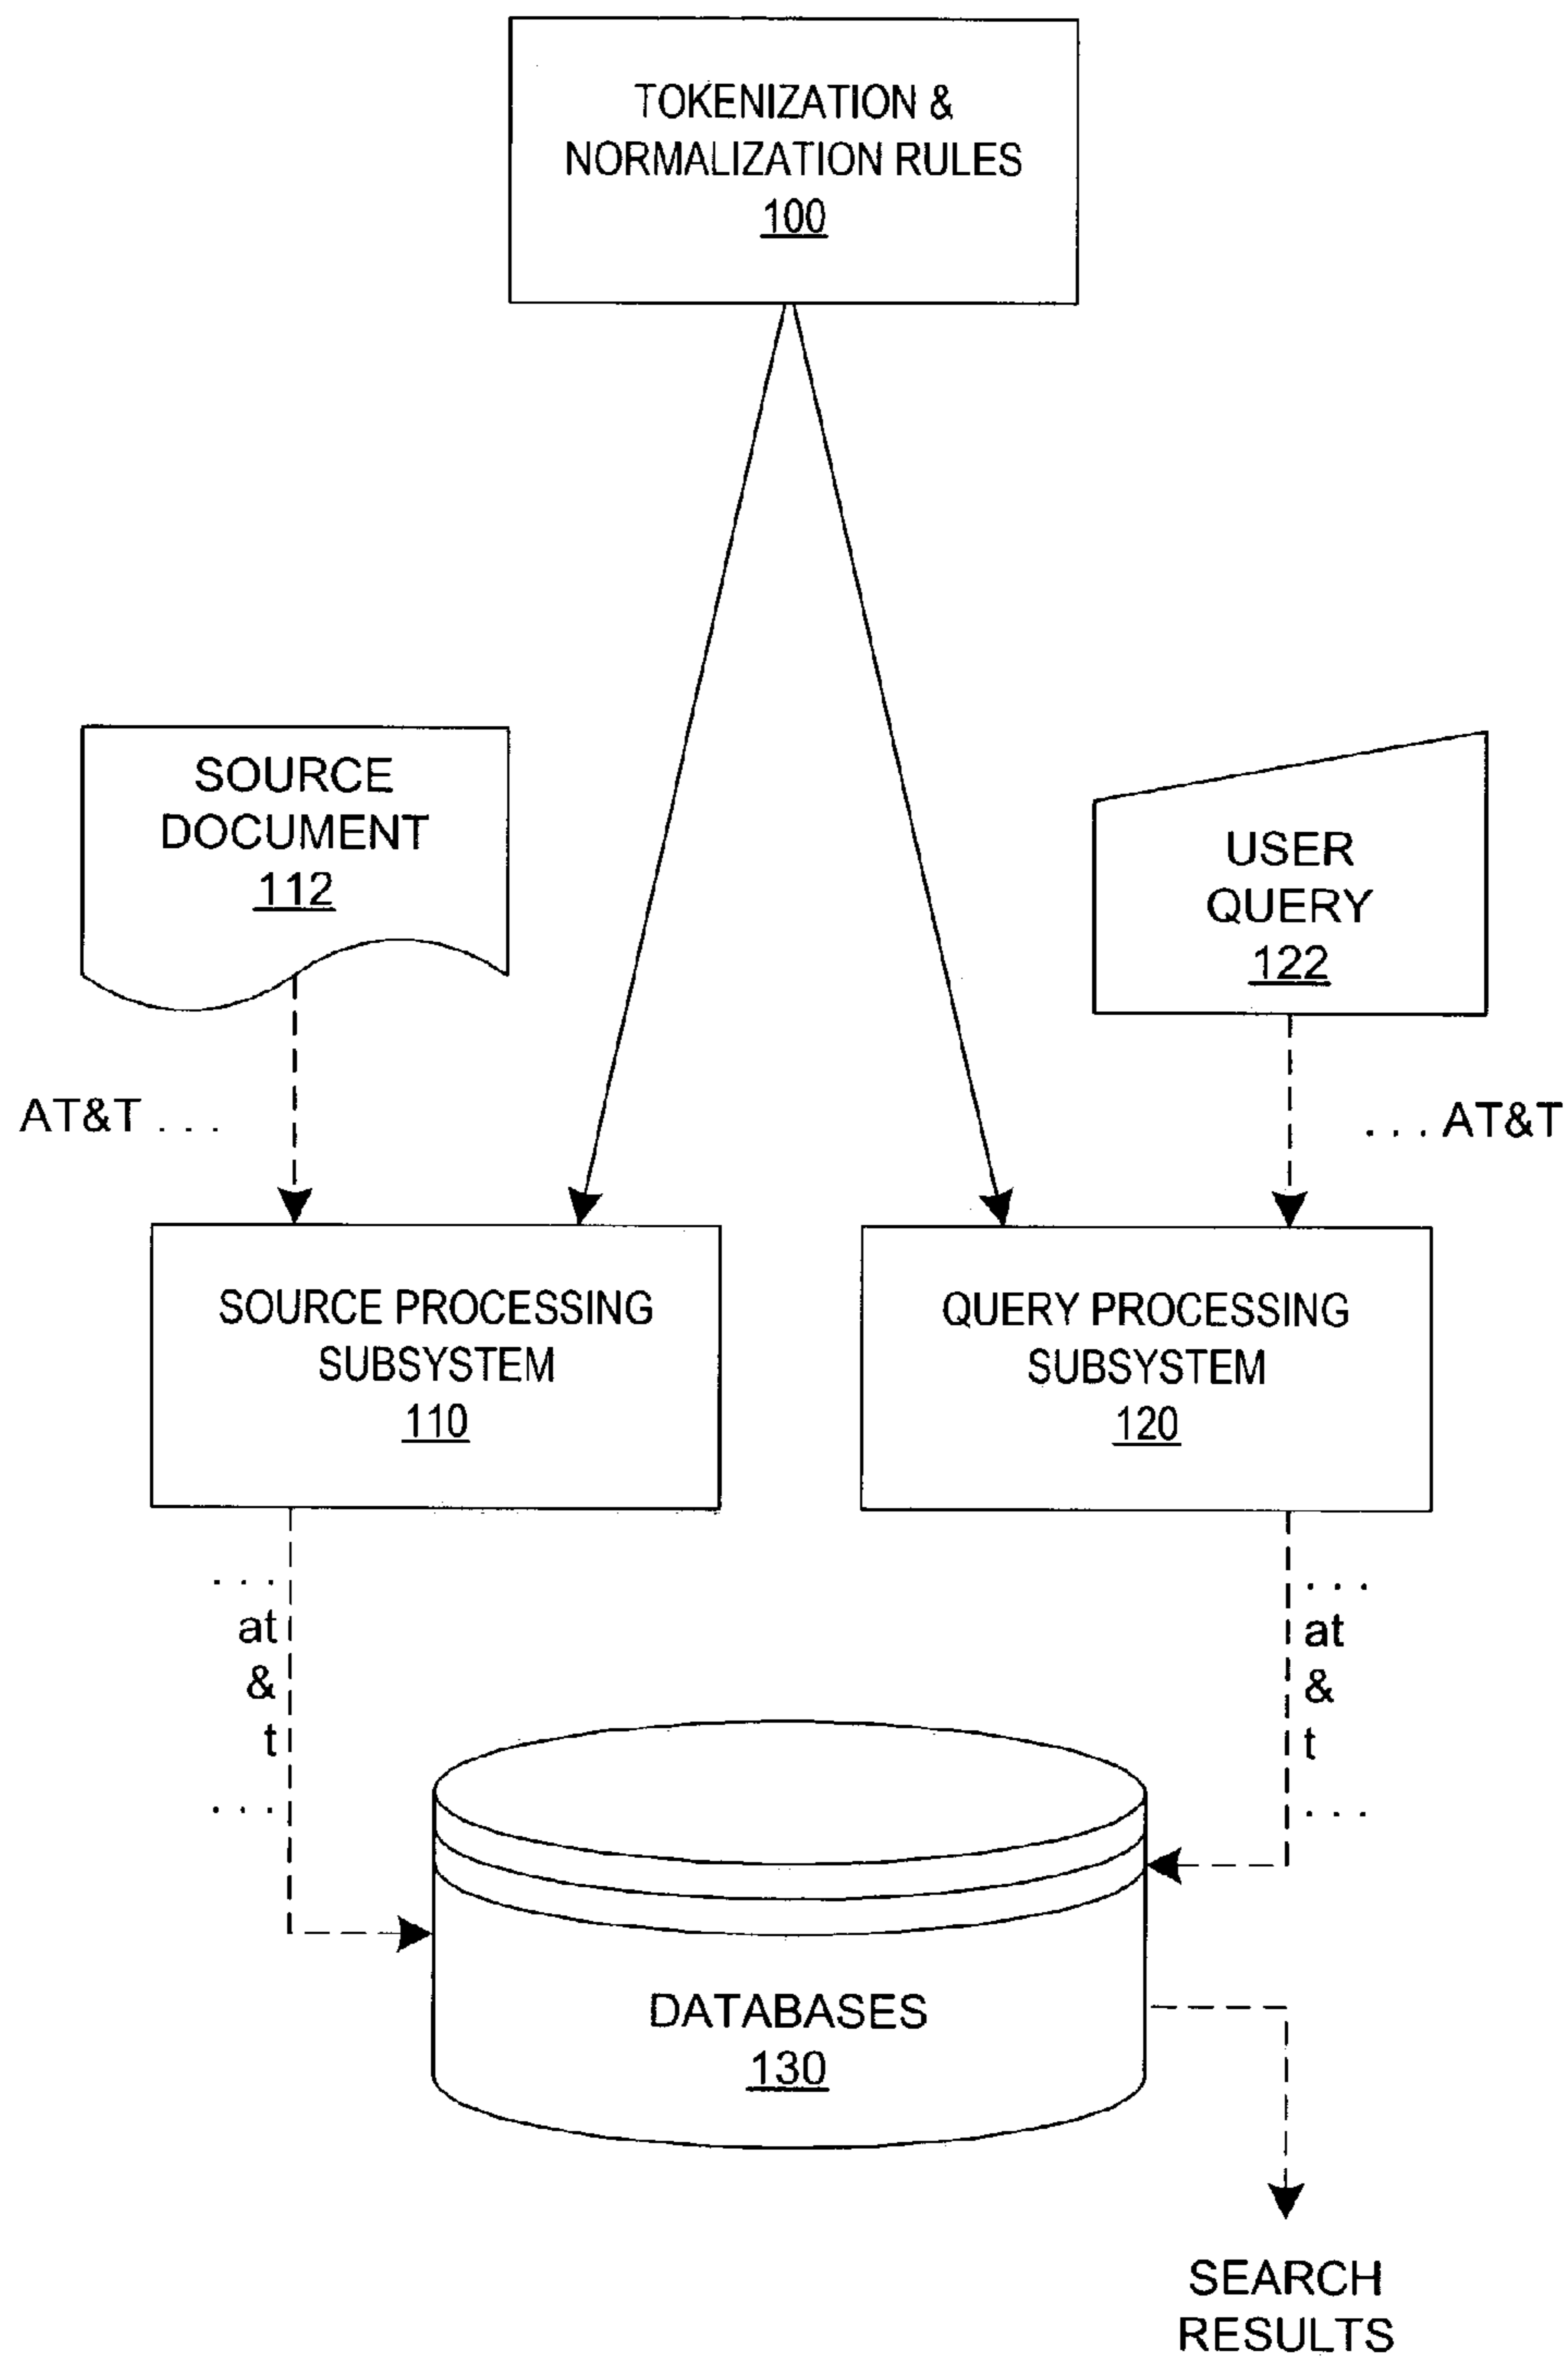 TOKENIZATION &
NORMALIZATION RULES
100
SOURCE
DOCUMENT
112
USER
QUERY
122
AT&T . . .
. . . AT&T
SOURCE PROCESSING
SUBSYSTEM
110
QUERY PROCESSING
SUBSYSTEM
120
. . .
at
&
t
. . .
. . .
at
&
t
. . .
DATABASES
130
SEARCH
RESULTS